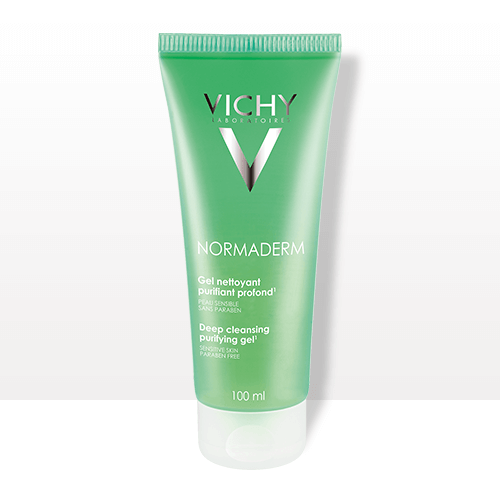 VICHY
LABORATOIRES
NORMADERM
Gel nettoyant
purifiant profond¹
PEAU SENSIBLE
SANS PARABEN
Deep cleansing
purifying gel¹
SENSITIVE SKIN
PARABEN FREE
100 ml